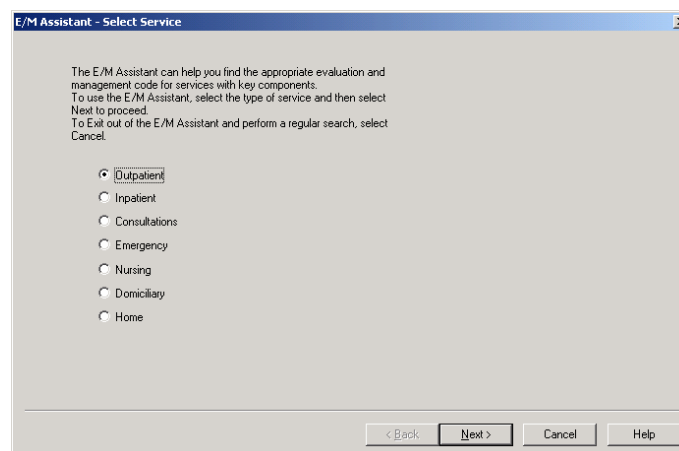 E/M Assistant - Select Service
The E/M Assistant can help you find the appropriate evaluation and
management code for services with key components.
To use the E/M Assistant, select the type of service and then select
Next to proceed.
To Exit out of the E/M Assistant and perform a regular search, select
Cancel.
Outpatient
Inpatient
Consultations
Emergency
Nursing
Domiciliary
Home
< Back Next > Cancel Help